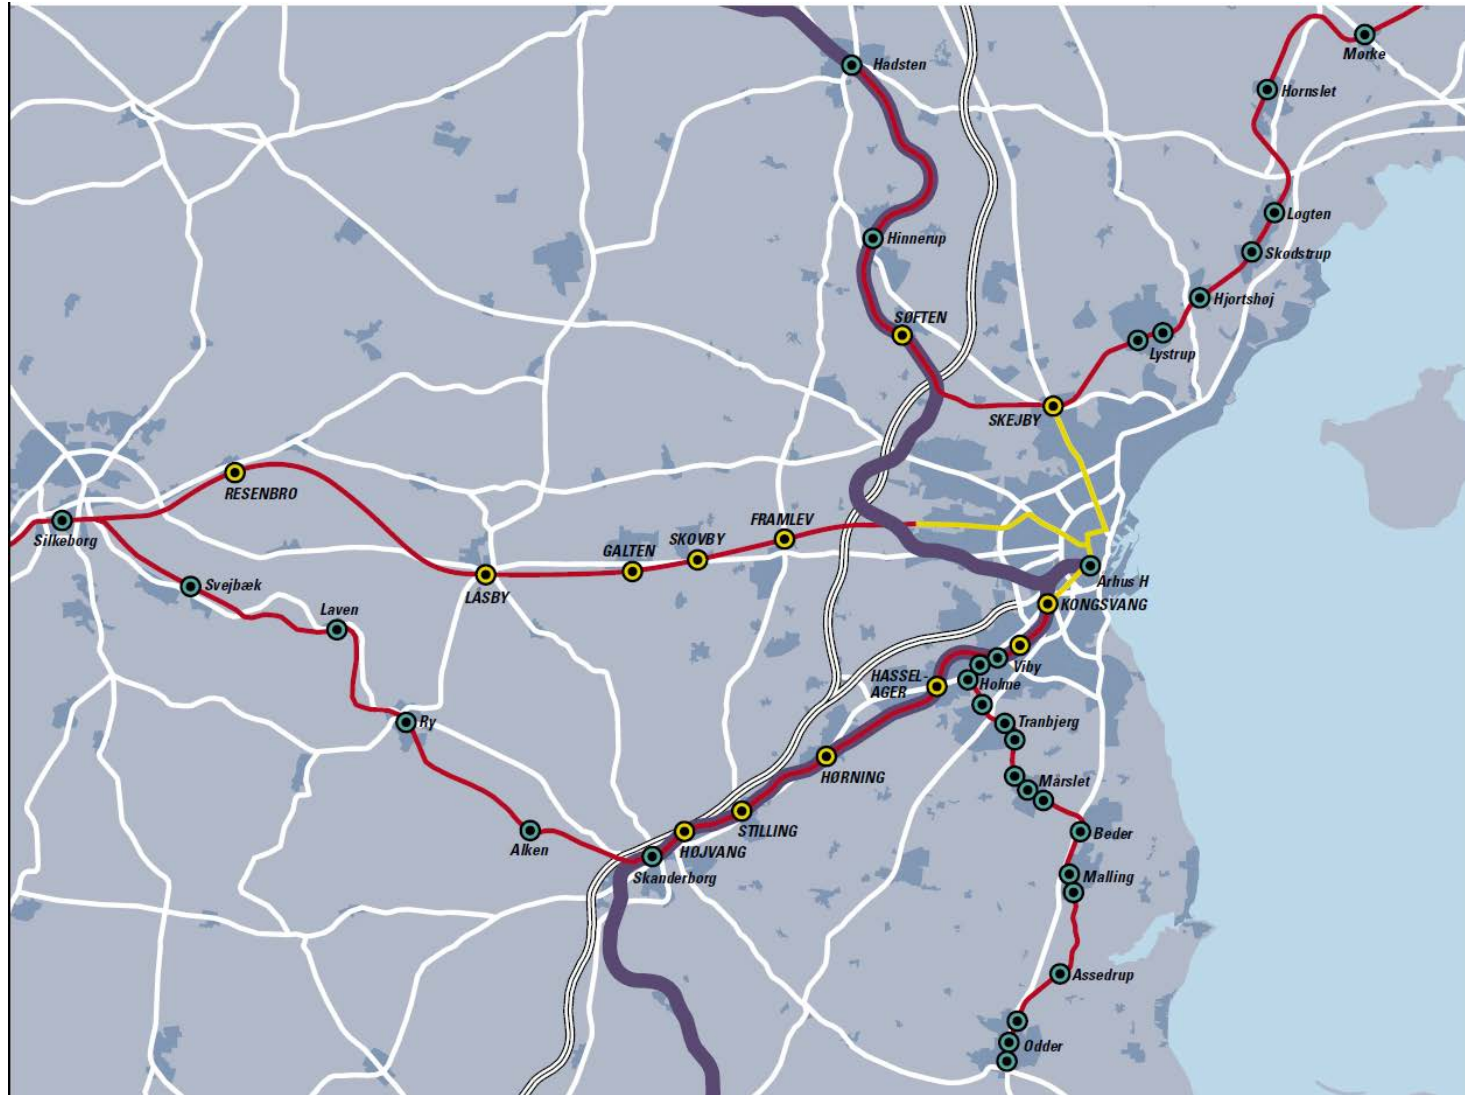 Hadsten
Mørke
Hornslet
Løgten
Hinnerup
Skødstrup
Hjortshøj
SØFTEN
Lystrup
SKEJBY
RESENBRO
FRAMLEV
SKOVBY
Silkeborg
GALTEN
Århus H
Svejbæk
LÅSBY
Laven
KONGSVANG
Viby
HASSEL-
AGER
Holme
Ry
Tranbjerg
HØRNING
Mårslet
STILLING
Beder
Alken
HØJVANG
Skanderborg
Malling
Assedrup
Odder